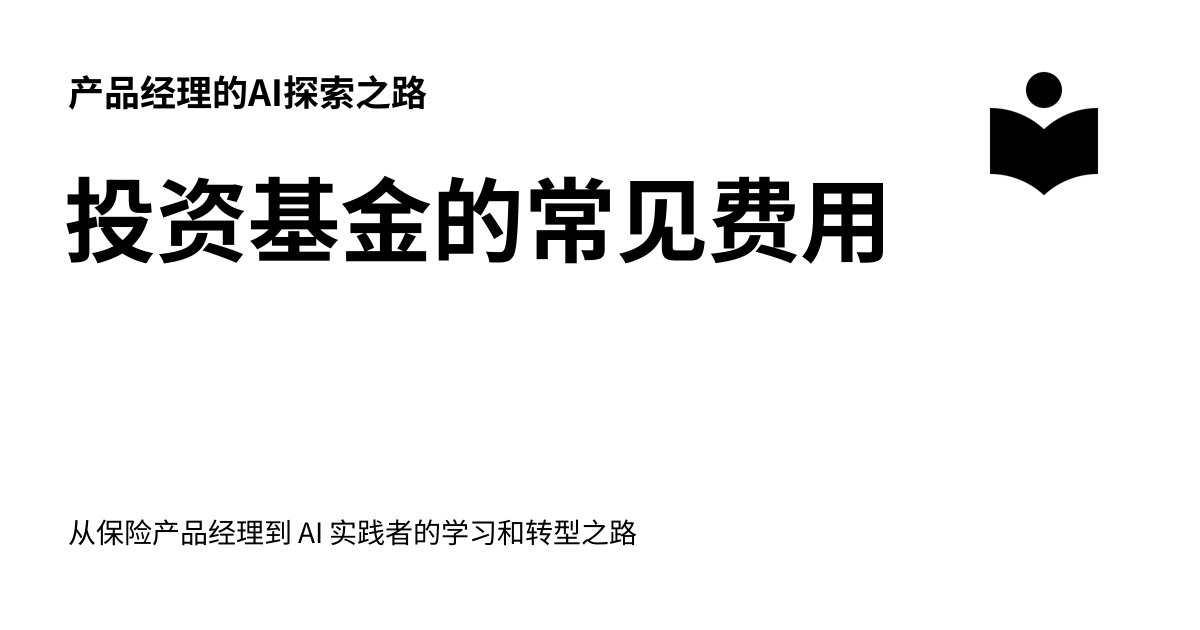 产品经理的AI探索之路
投资基金的常见费用
从保险产品经理到 AI 实践者的学习和转型之路